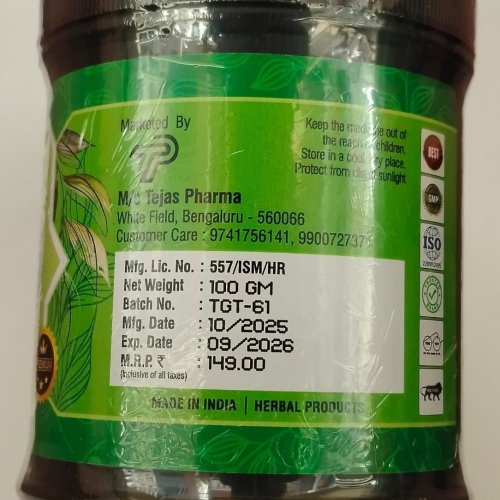 Marketed By
TP
M/s Tejas Pharma
White Field, Bengaluru - 560066
Customer Care : 9741756141, 9900727371
Keep the medicine out of
the reach of children.
Store in a cool, dry place.
Protect from direct sunlight
Mfg. Lic. No. : 557/ISM/HR
Net Weight : 100 GM
Batch No. : TGT-61
Mfg. Date : 10/2025
Exp. Date : 09/2026
M.R.P. ₹ : 149.00
(Inclusive of all taxes)
MADE IN INDIA | HERBAL PRODUCTS
BEST
GMP
ISO
PREMIUM